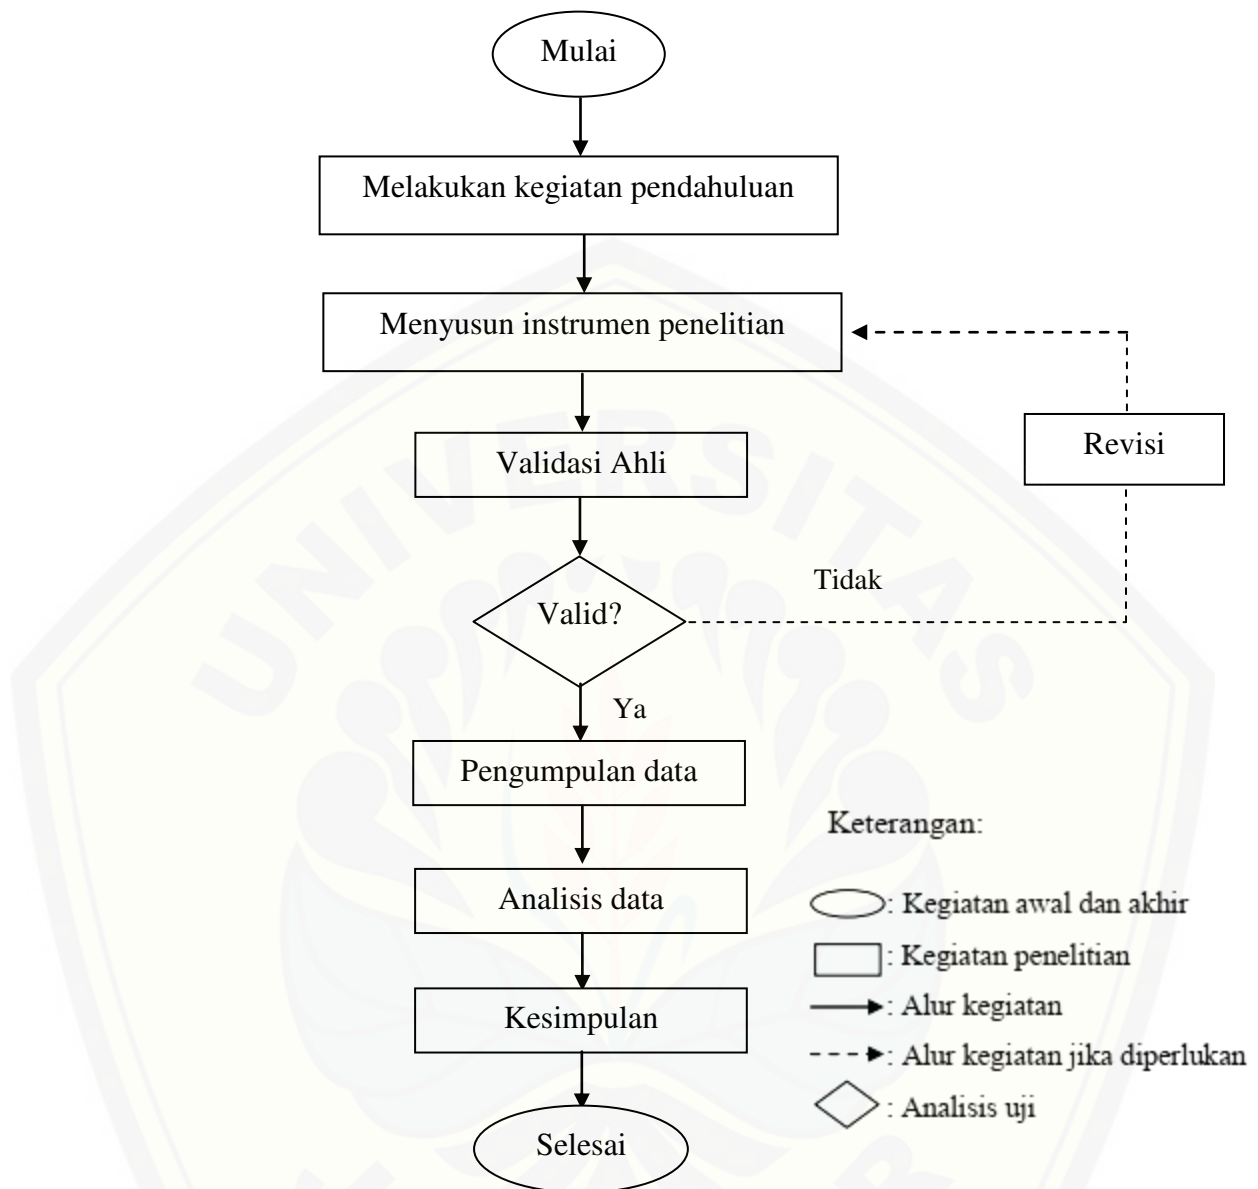 Mulai
Melakukan kegiatan pendahuluan
Menyusun instrumen penelitian
Validasi Ahli
Revisi
Valid?
Tidak
Ya
Pengumpulan data
Analisis data
Kesimpulan
Selesai
Keterangan:
: Kegiatan awal dan akhir
: Kegiatan penelitian
: Alur kegiatan
: Alur kegiatan jika diperlukan
: Analisis uji
UNIVERSITAS